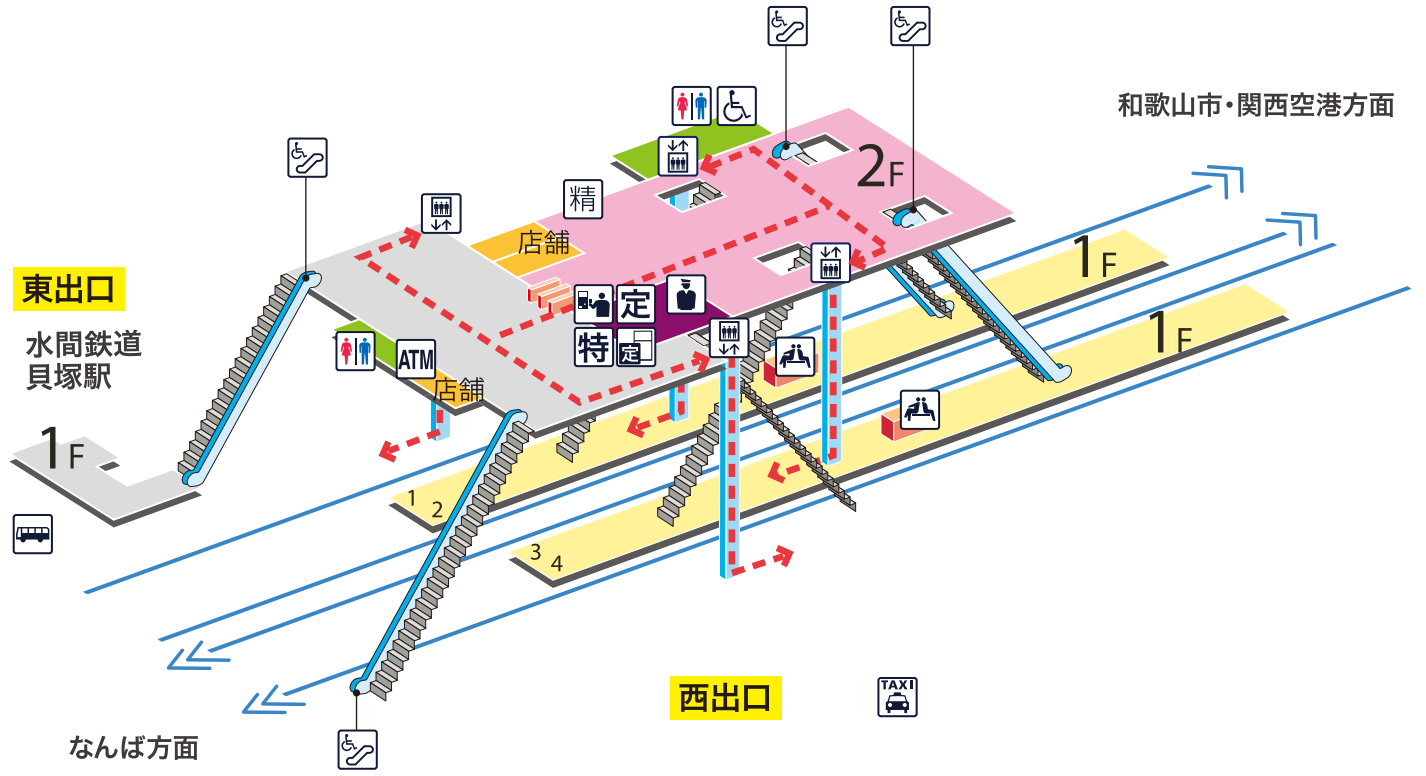 和歌山市・関西空港方面
2F
精
店舗
1F
東出口
定
水間鉄道
貝塚駅
特
定
1F
ATM
店舗
1F
1
2
3
4
西出口
TAXI
なんば方面